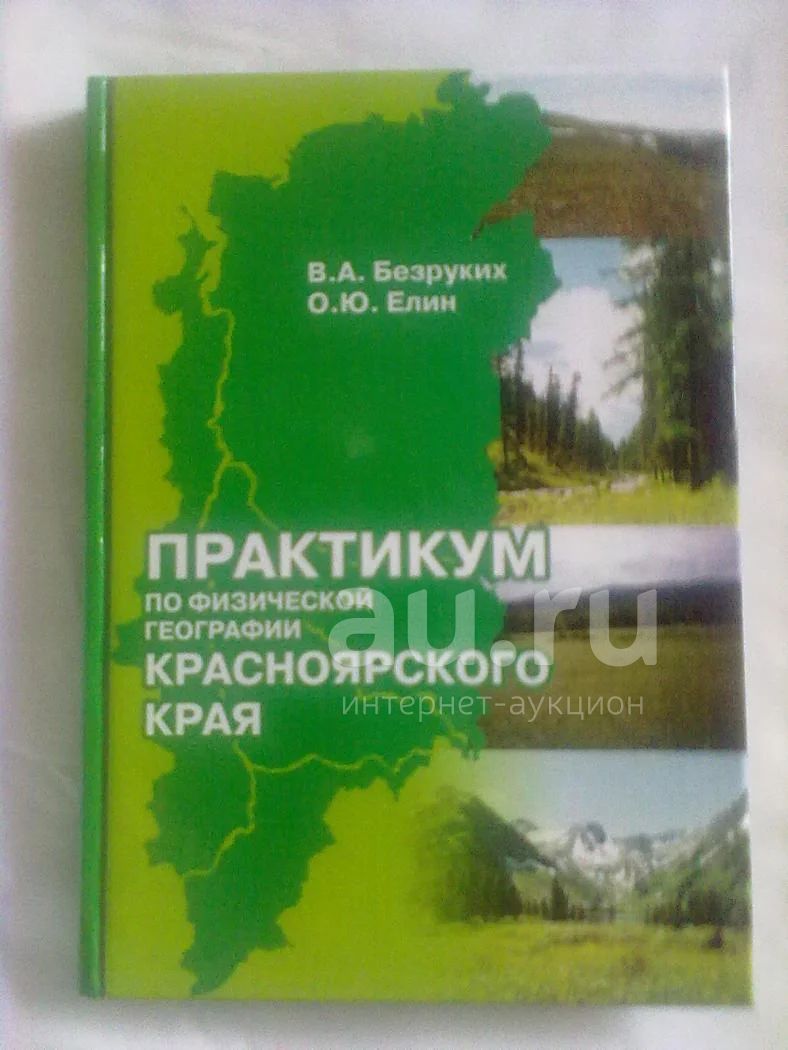 В.А. Безруких
О.Ю. Елин
ПРАКТИКУМ
ПО ФИЗИЧЕСКОЙ
ГЕОГРАФИИ
КРАСНОЯРСКОГО
КРАЯ
au.ru
интернет-аукцион